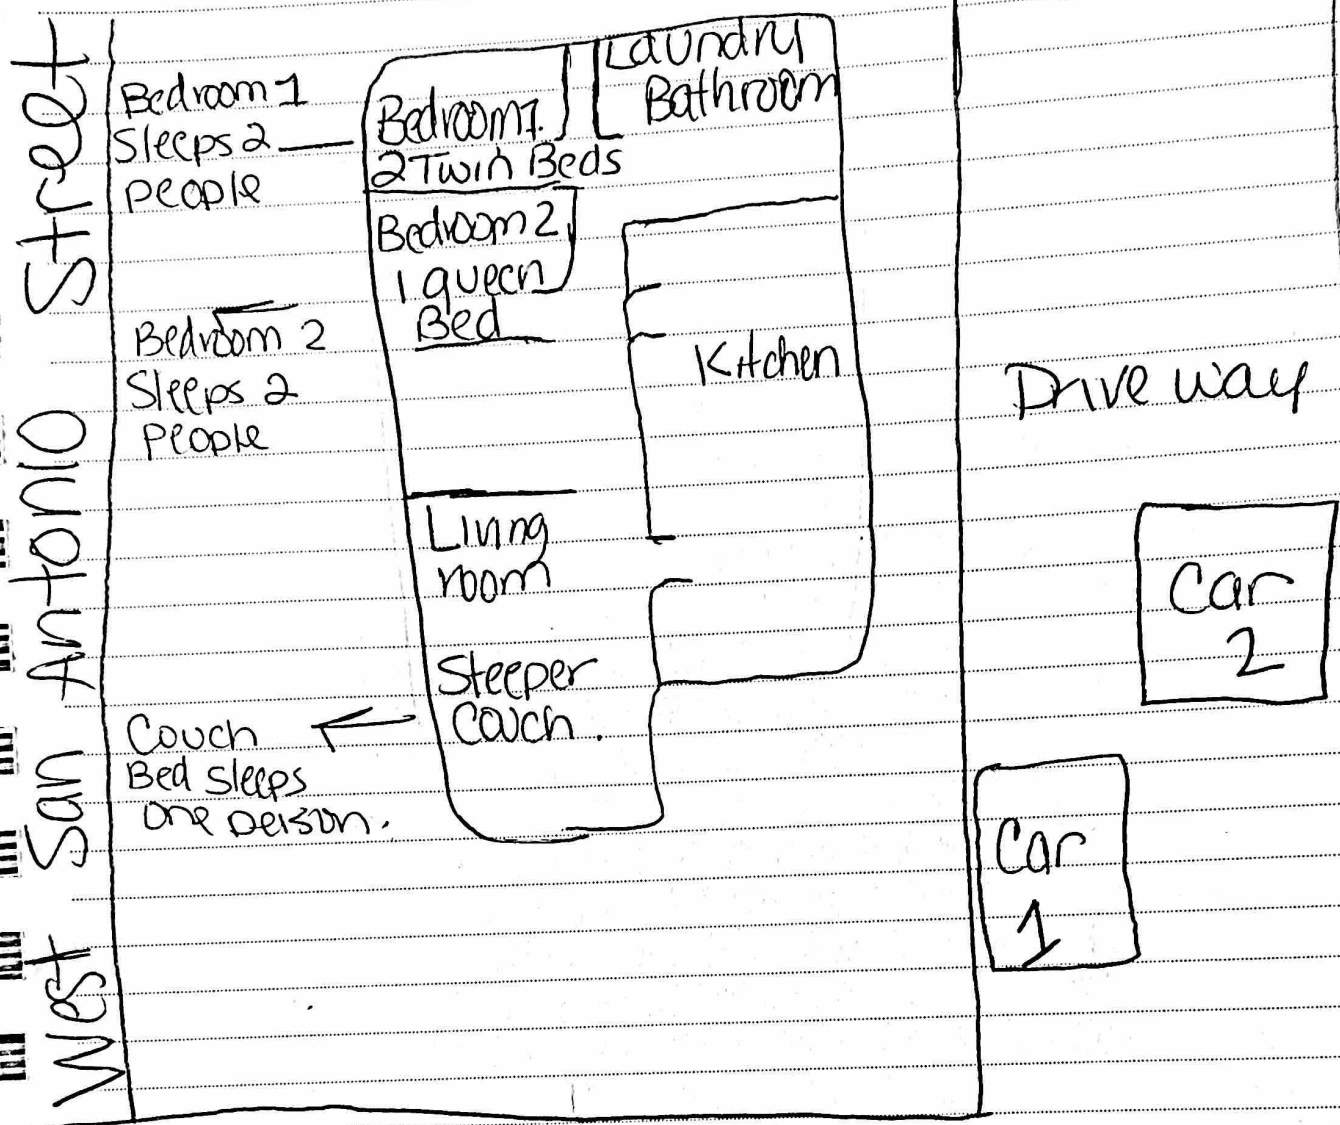 West San Antonio Street
Bedroom 1
Sleeps 2
people
Bedroom 1.
2 Twin Beds
Laundry
Bathroom
Bedroom 2
1 queen
Bed
Bedroom 2
Sleeps 2
People
Kitchen
Drive way
Living
room
Sleeper
Couch.
Couch
Bed Sleeps
one person.
Car
2
Car
1